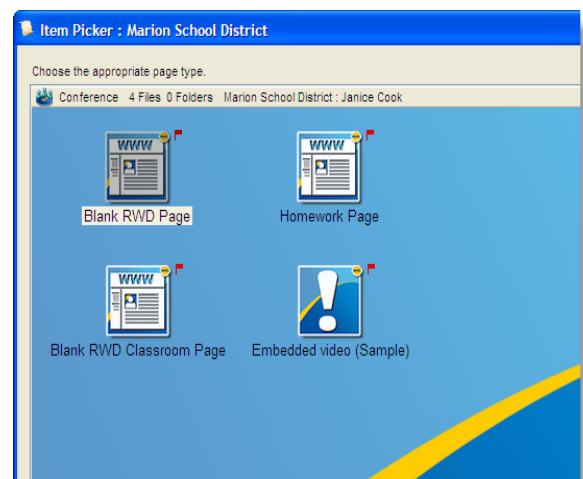 Item Picker : Marion School District
Choose the appropriate page type.
Conference 4 Files 0 Folders Marion School District : Janice Cook
WWW WWW
Blank RWD Page Homework Page
WWW
Blank RWD Classroom Page Embedded video (Sample)